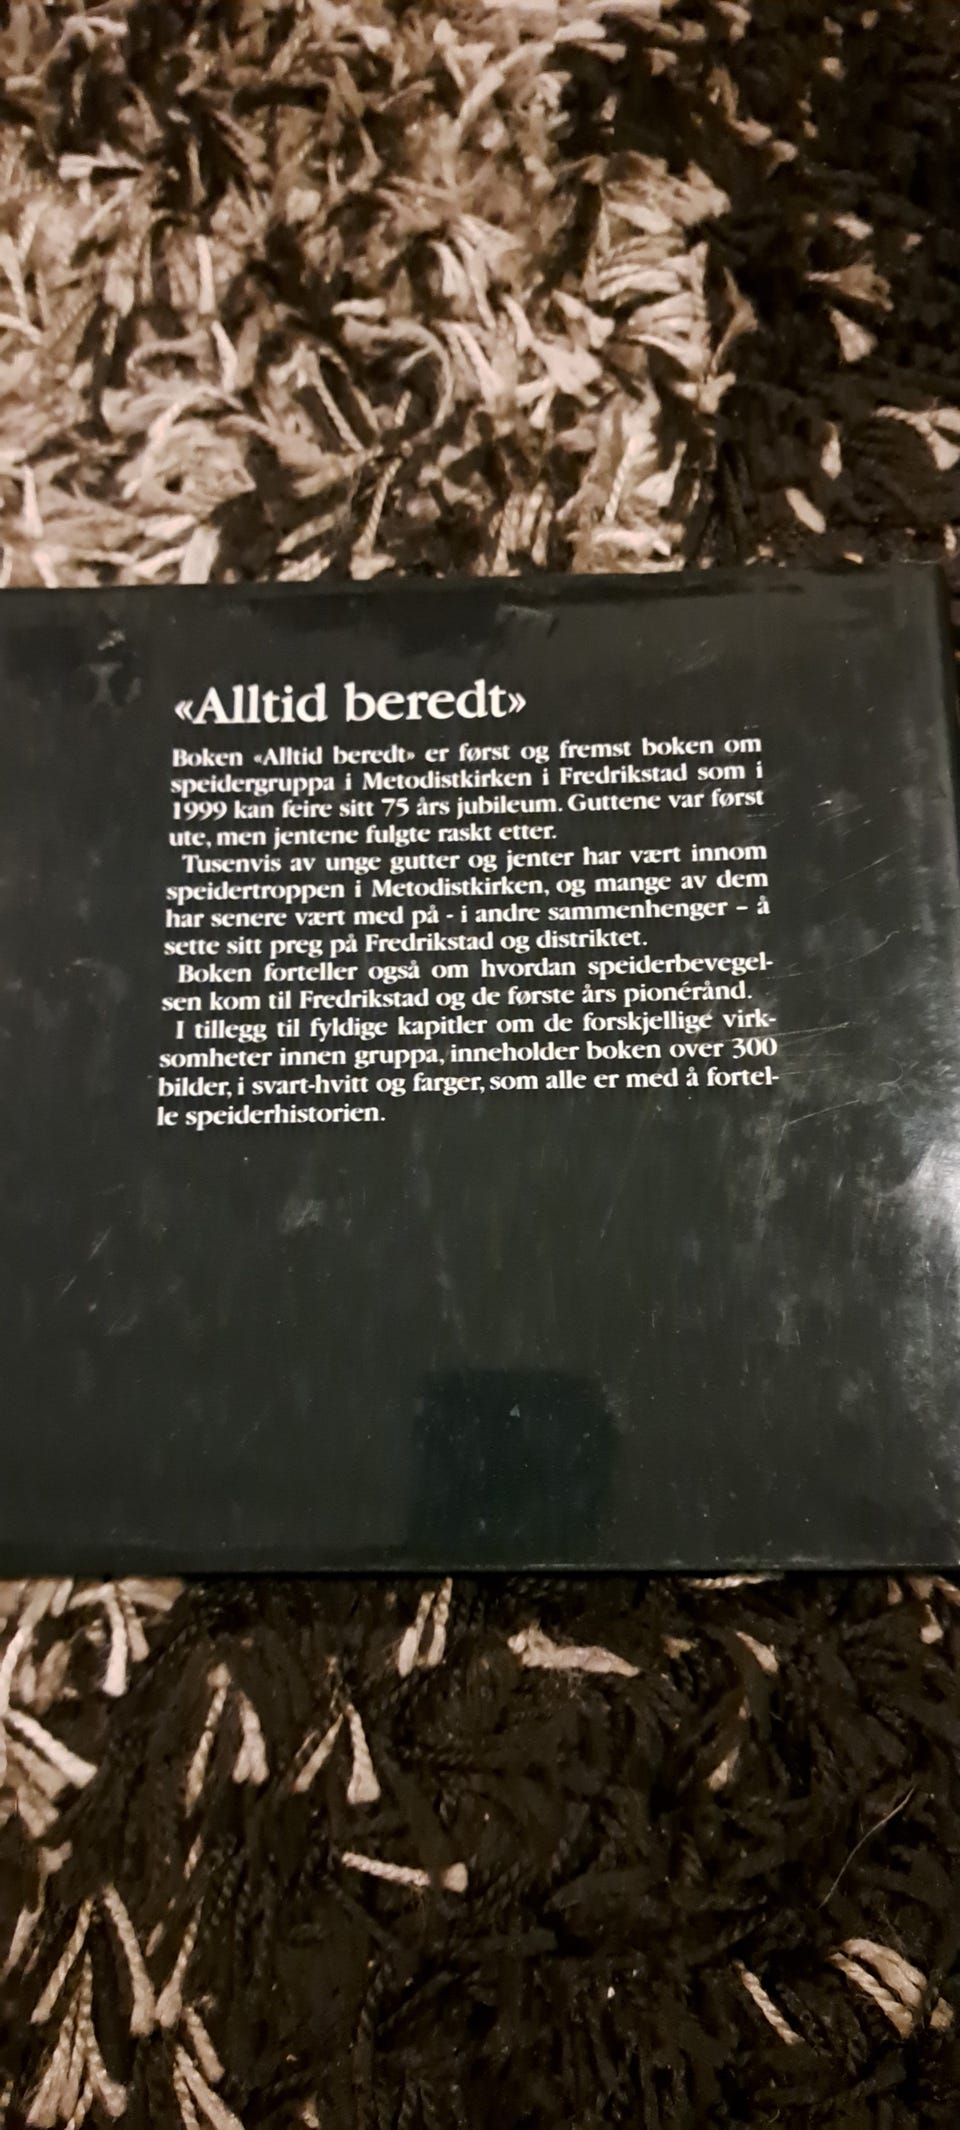 «Alltid beredt»
Boken «Alltid beredt» er først og fremst boken om
speidergruppa i Metodistkirken i Fredrikstad som i
1999 kan feire sitt 75 års jubileum. Guttene var først
ute, men jentene fulgte raskt etter.
Tusenvis av unge gutter og jenter har vært innom
speidertroppen i Metodistkirken, og mange av dem
har senere vært med på - i andre sammenhenger – å
sette sitt preg på Fredrikstad og distriktet.
Boken forteller også om hvordan speiderbevegel-
sen kom til Fredrikstad og de første års pionérånd.
I tillegg til fyldige kapitler om de forskjellige virk-
somheter innen gruppa, inneholder boken over 300
bilder, i svart-hvitt og farger, som alle er med å fortel-
le speiderhistorien.